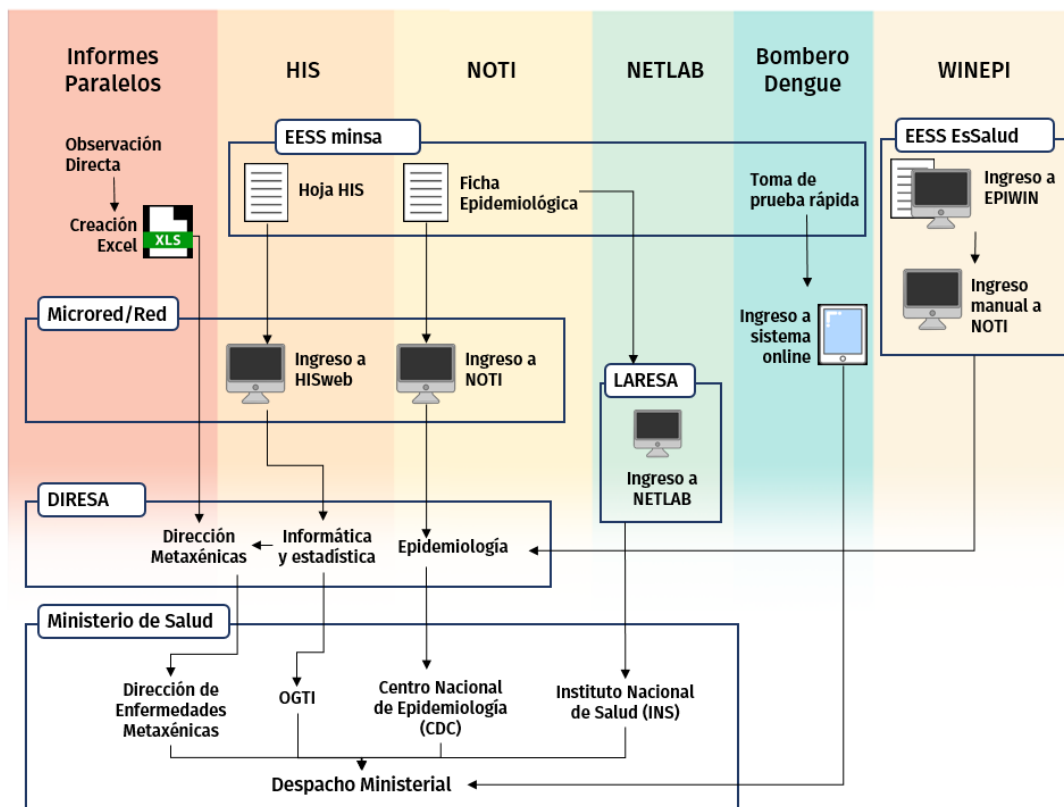 Informes
Paralelos
HIS
NOTI
NETLAB
Bombero
Dengue
WINEPI
EESS minsa
EESS EsSalud
Observación
Directa
Creación
Excel
XLS
Hoja HIS
Ficha
Epidemiológica
Toma de
prueba rápida
Ingreso a
EPIWIN
Ingreso
manual a
NOTI
Microred/Red
Ingreso a
HISweb
Ingreso a
NOTI
Ingreso a
sistema
online
LARESA
Ingreso a
NETLAB
DIRESA
Dirección
Metaxénicas
Informática
y estadística
Epidemiología
Ministerio de Salud
Dirección de
Enfermedades
Metaxénicas
OGTI
Centro Nacional
de Epidemiología
(CDC)
Instituto Nacional
de Salud (INS)
Despacho Ministerial